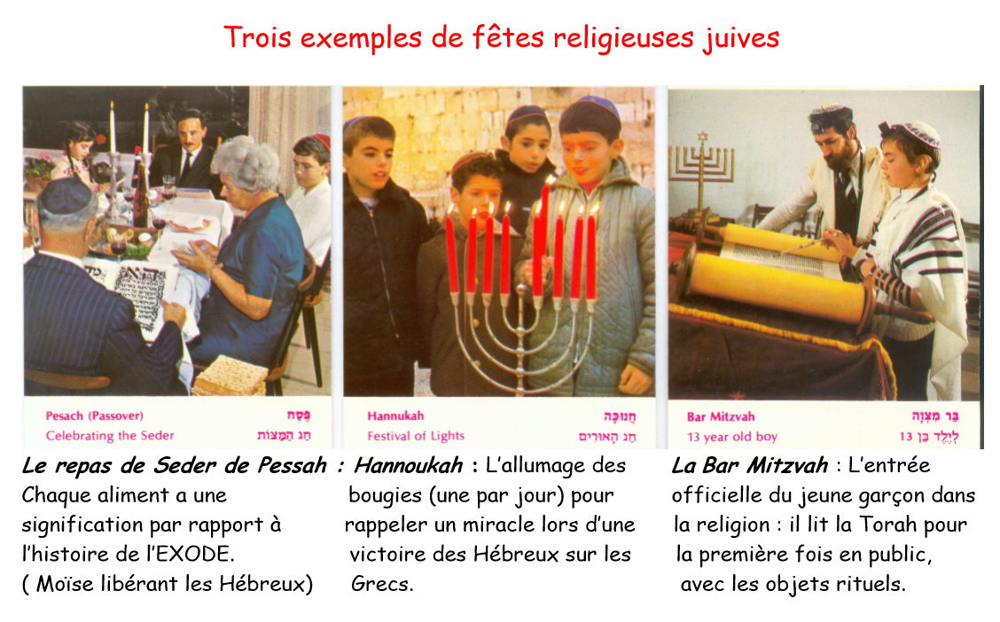 Trois exemples de fêtes religieuses juives
Pesach (Passover) פֶּסַח
Celebrating the Seder חַג הַמַּצּוֹת
Hannukah חֲנוּכָּה
Festival of Lights חַג הָאוּרִים
Bar Mitzvah בַּר מִצְוָה
13 year old boy לְיֶלֶד בֶּן 13
Le repas de Seder de Pessah :
Chaque aliment a une
signification par rapport à
l’histoire de l’EXODE.
( Moïse libérant les Hébreux)
Hannoukah : L’allumage des
bougies (une par jour) pour
rappeler un miracle lors d’une
victoire des Hébreux sur les
Grecs.
La Bar Mitzvah : L’entrée
officielle du jeune garçon dans
la religion : il lit la Torah pour
la première fois en public,
avec les objets rituels.